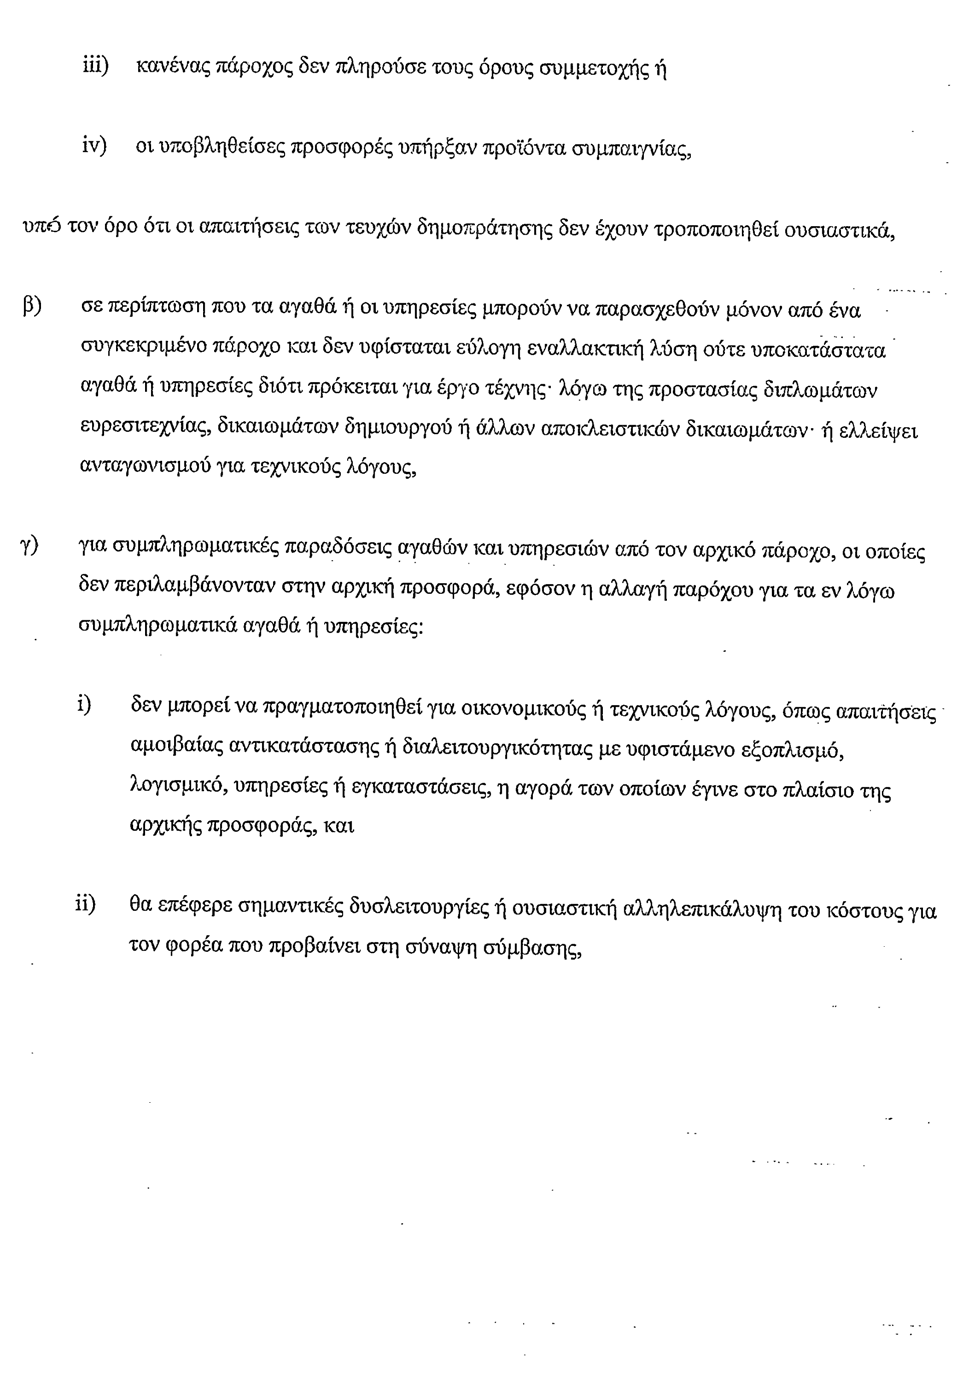 iii) κανένας πάροχος δεν πληρούσε τους όρους συμμετοχής ή
iv) οι υποβληθείσες προσφορές υπήρξαν προϊόντα συμπαιγνίας,
υπό τον όρο ότι οι απαιτήσεις των τευχών δημοπράτησης δεν έχουν τροποποιηθεί ουσιαστικά,
β) σε περίπτωση που τα αγαθά ή οι υπηρεσίες μπορούν να παρασχεθούν μόνον από ένα
συγκεκριμένο πάροχο και δεν υφίσταται εύλογη εναλλακτική λύση ούτε υποκατάστατα
αγαθά ή υπηρεσίες διότι πρόκειται για έργο τέχνης· λόγω της προστασίας διπλωμάτων
ευρεσιτεχνίας, δικαιωμάτων δημιουργού ή άλλων αποκλειστικών δικαιωμάτων· ή ελλείψει
ανταγωνισμού για τεχνικούς λόγους,
γ) για συμπληρωματικές παραδόσεις αγαθών και υπηρεσιών από τον αρχικό πάροχο, οι οποίες
δεν περιλαμβάνονταν στην αρχική προσφορά, εφόσον η αλλαγή παρόχου για τα εν λόγω
συμπληρωματικά αγαθά ή υπηρεσίες:
i) δεν μπορεί να πραγματοποιηθεί για οικονομικούς ή τεχνικούς λόγους, όπως απαιτήσεις
αμοιβαίας αντικατάστασης ή διαλειτουργικότητας με υφιστάμενο εξοπλισμό,
λογισμικό, υπηρεσίες ή εγκαταστάσεις, η αγορά των οποίων έγινε στο πλαίσιο της
αρχικής προσφοράς, και
ii) θα επέφερε σημαντικές δυσλειτουργίες ή ουσιαστική αλληλεπικάλυψη του κόστους για
τον φορέα που προβαίνει στη σύναψη σύμβασης,